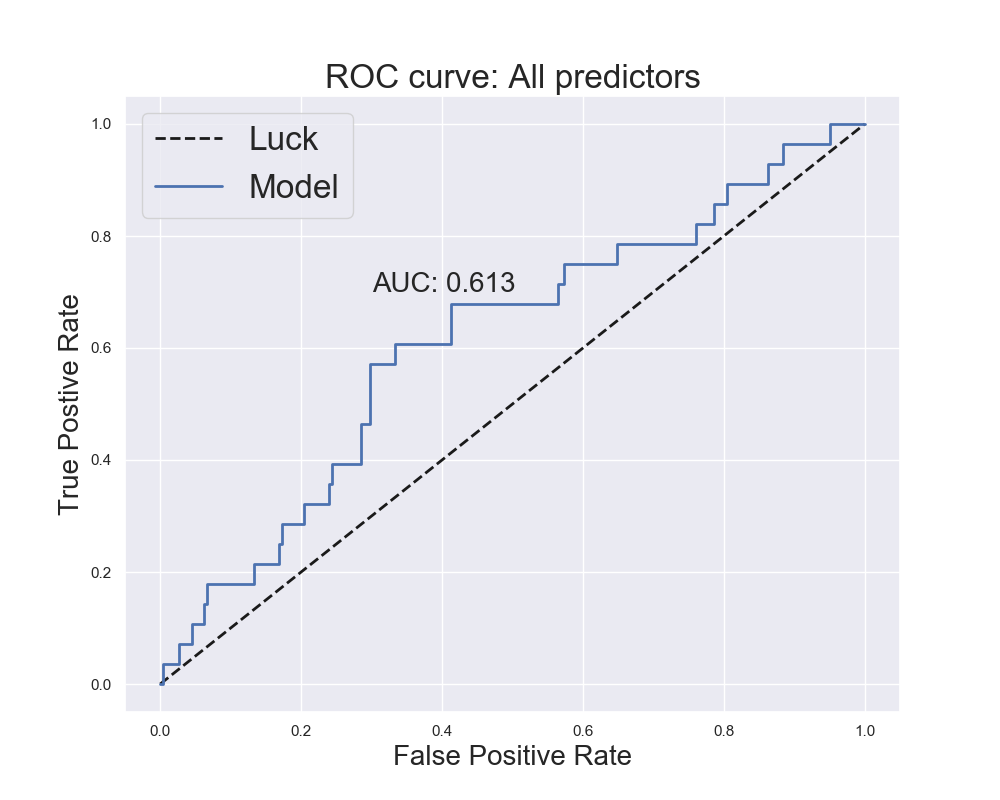 ROC curve: All predictors
Luck
Model
AUC: 0.613
True Postive Rate
1.0
0.8
0.6
0.4
0.2
0.0
0.0 0.2 0.4 0.6 0.8 1.0
False Positive Rate